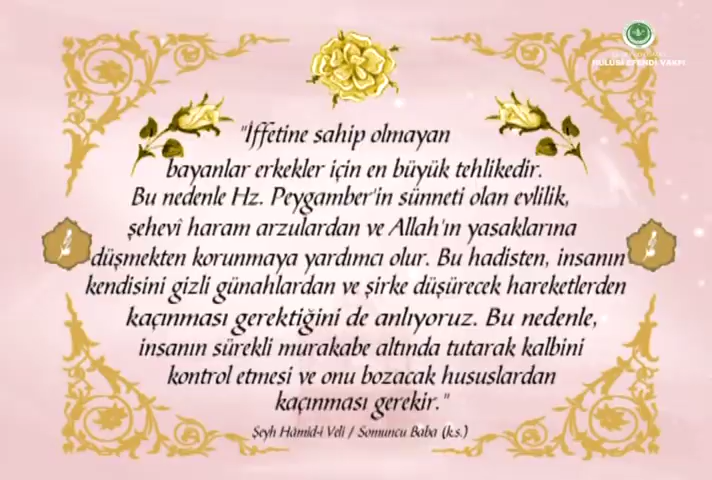 HULUSİ EFENDİ VAKFI
"İffetine sahip olmayan
bayanlar erkekler için en büyük tehlikedir.
Bu nedenle Hz. Peygamber'in sünneti olan evlilik,
şehevî haram arzulardan ve Allah'ın yasaklarına
düşmekten korunmaya yardımcı olur. Bu hadisten, insanın
kendisini gizli günahlardan ve şirke düşürecek hareketlerden
kaçınması gerektiğini de anlıyoruz. Bu nedenle,
insanın sürekli murakabe altında tutarak kalbini
kontrol etmesi ve onu bozacak hususlardan
kaçınması gerekir."
Şeyh Hâmid-i Veli / Somuncu Baba (k.s.)